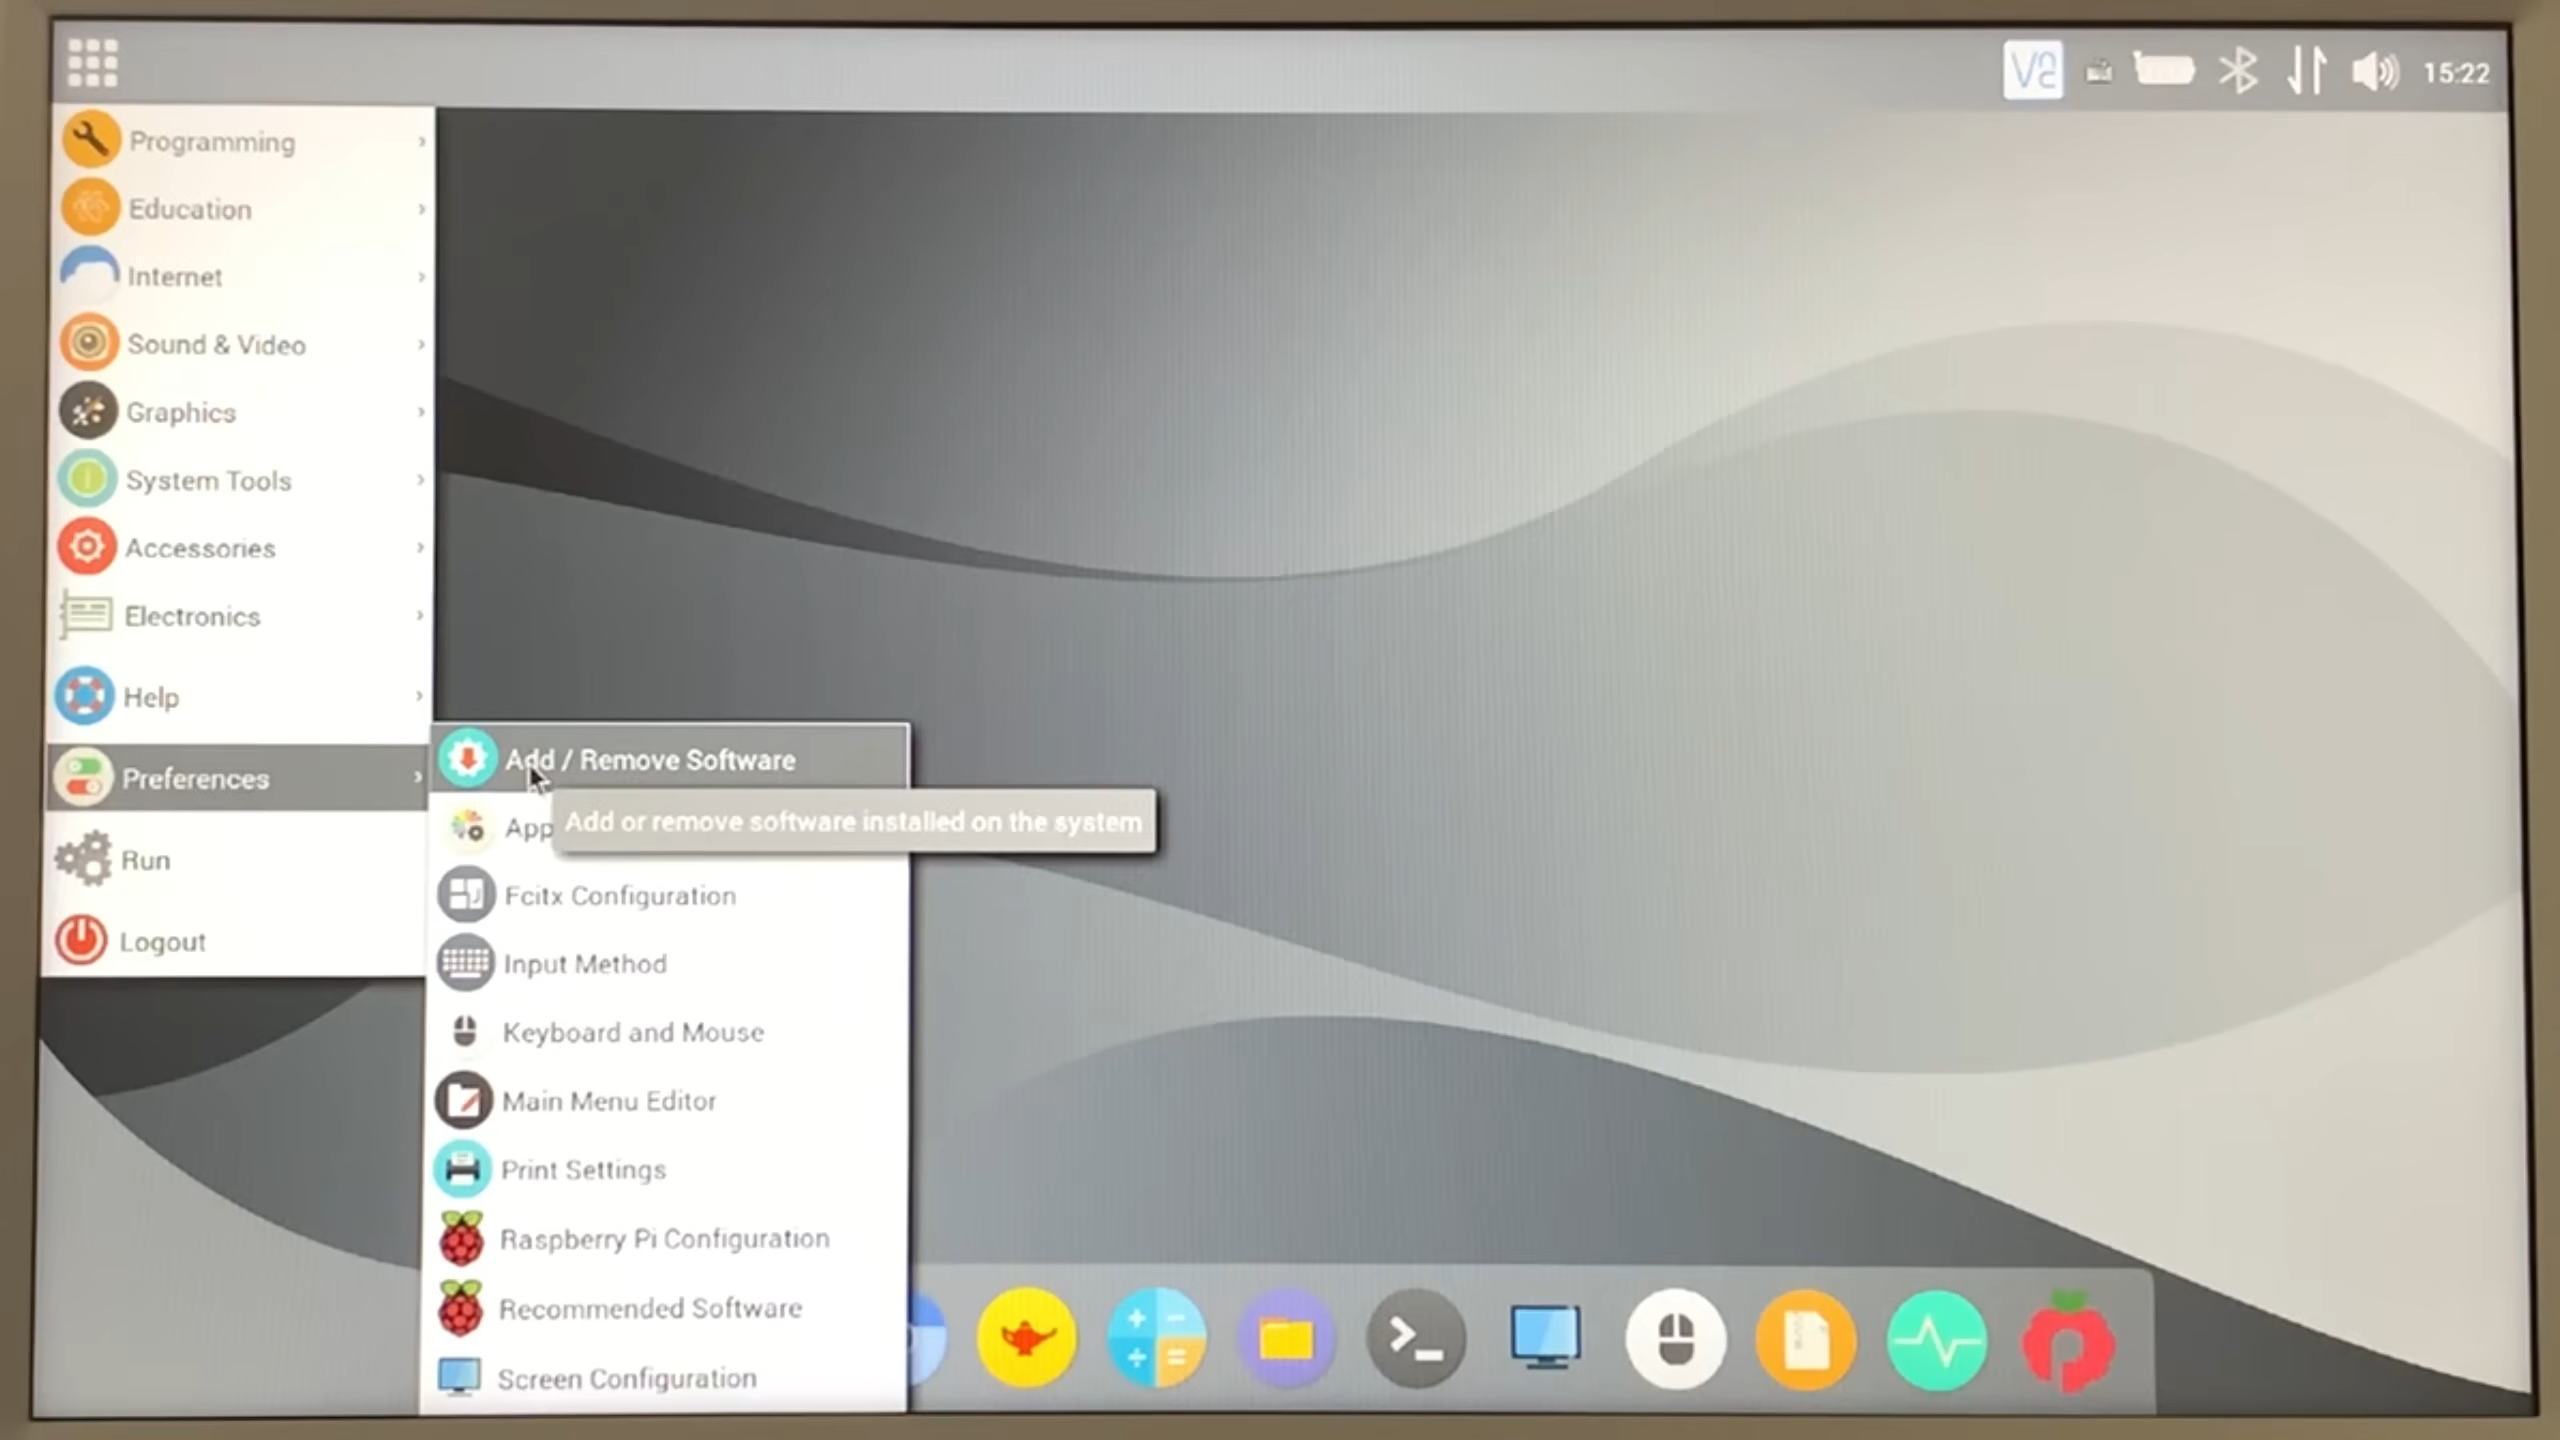 V2
15:22
Programming
Education
Internet
Sound & Video
Graphics
System Tools
Accessories
Electronics
Help
Preferences
Run
Logout
Add / Remove Software
App
Add or remove software installed on the system
Fcitx Configuration
Input Method
Keyboard and Mouse
Main Menu Editor
Print Settings
Raspberry Pi Configuration
Recommended Software
Screen Configuration